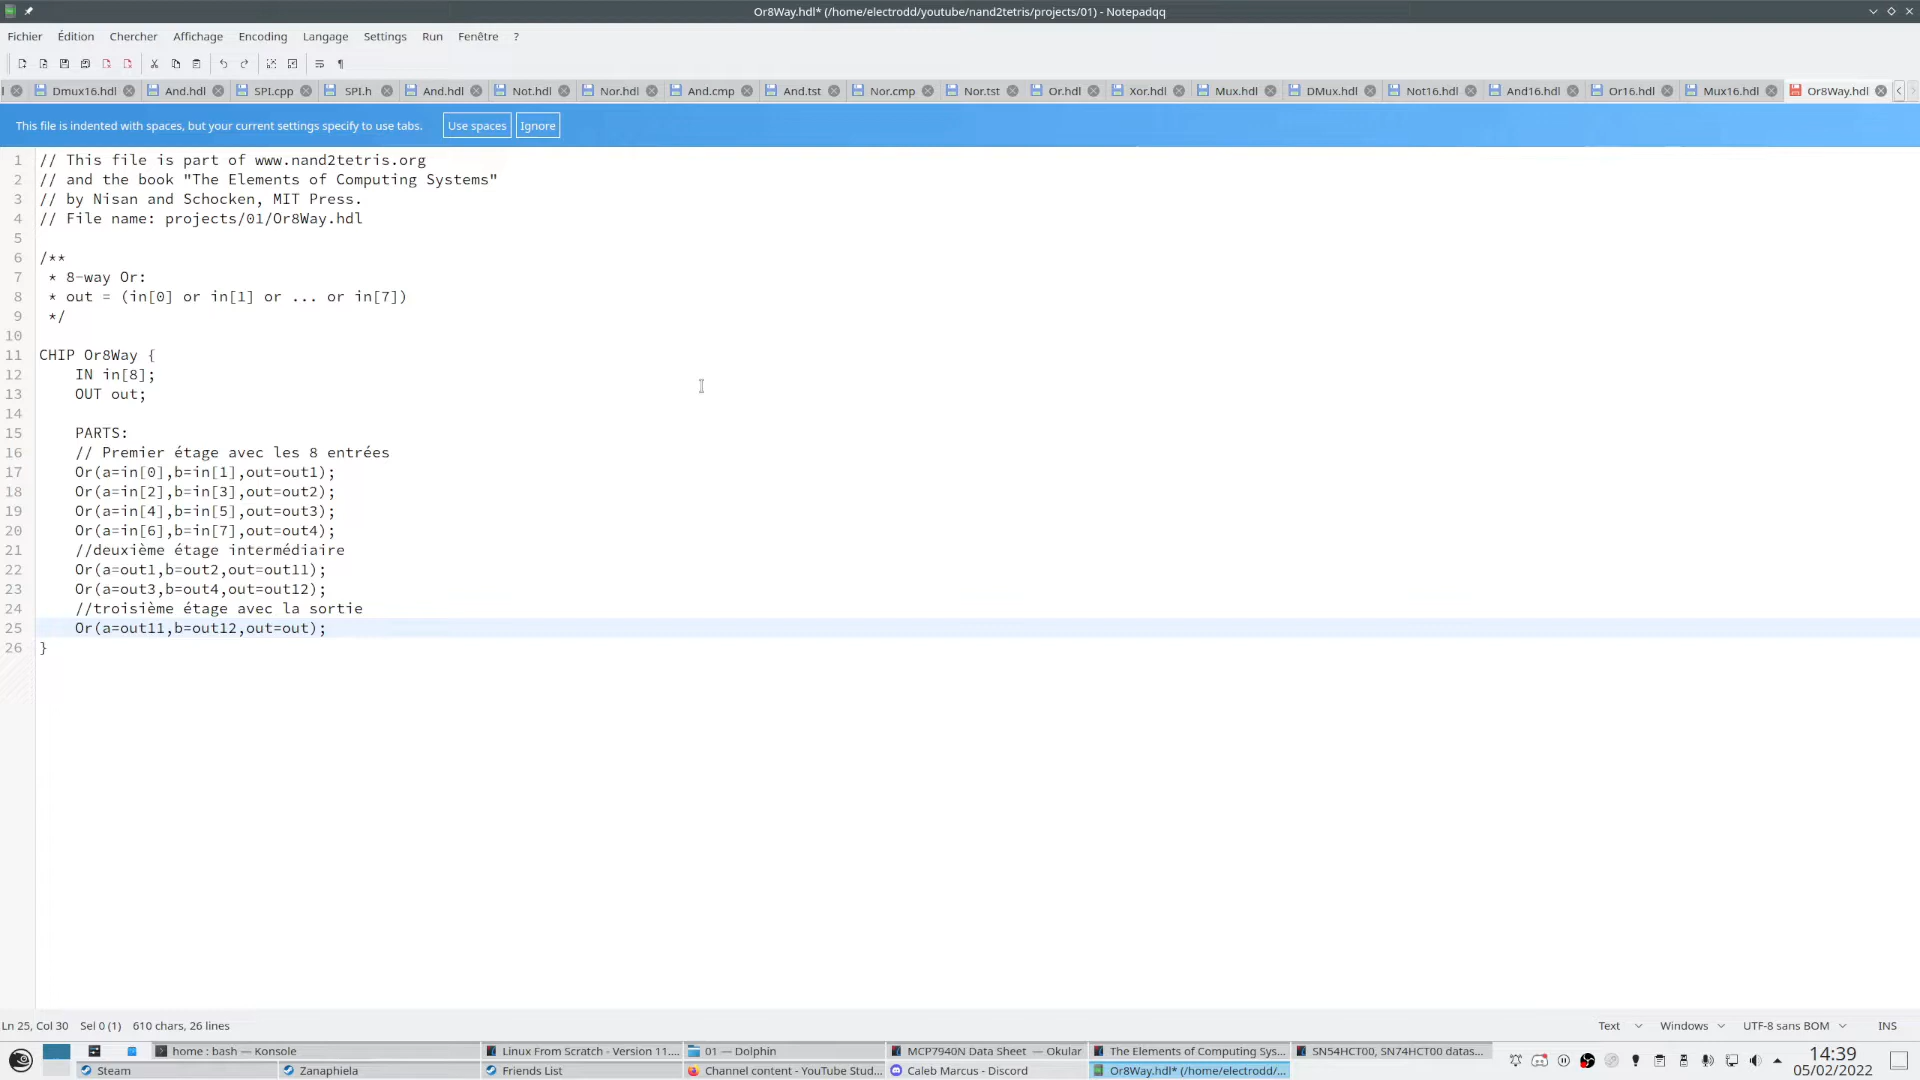 Or8Way.hdl* (/home/electrodd/youtube/nand2tetris/projects/01) - Notepadqq
Fichier Édition Chercher Affichage Encoding Langage Settings Run Fenêtre ?
Dmux16.hdl And.hdl SPI.cpp SPI.h And.hdl Not.hdl Nor.hdl And.cmp And.tst Nor.cmp Nor.tst Or.hdl Xor.hdl Mux.hdl DMux.hdl Not16.hdl And16.hdl Or16.hdl Mux16.hdl Or8Way.hdl
This file is indented with spaces, but your current settings specify to use tabs. Use spaces Ignore
1 // This file is part of www.nand2tetris.org
2 // and the book "The Elements of Computing Systems"
3 // by Nisan and Schocken, MIT Press.
4 // File name: projects/01/Or8Way.hdl
5
6 /**
7 * 8-way Or:
8 * out = (in[0] or in[1] or ... or in[7])
9 */
10
11 CHIP Or8Way {
12 IN in[8];
13 OUT out;
14
15 PARTS:
16 // Premier étage avec les 8 entrées
17 Or(a=in[0],b=in[1],out=out1);
18 Or(a=in[2],b=in[3],out=out2);
19 Or(a=in[4],b=in[5],out=out3);
20 Or(a=in[6],b=in[7],out=out4);
21 //deuxième étage intermédiaire
22 Or(a=out1,b=out2,out=out11);
23 Or(a=out3,b=out4,out=out12);
24 //troisième étage avec la sortie
25 Or(a=out11,b=out12,out=out);
26 }
Ln 25, Col 30 Sel 0 (1) 610 chars, 26 lines Text Windows UTF-8 sans BOM INS
home : bash — Konsole Linux From Scratch - Version 11.... 01 — Dolphin MCP7940N Data Sheet — Okular The Elements of Computing Sys... SN54HCT00, SN74HCT00 datas... 14:39
Steam Zanaphiela Friends List Channel content - YouTube Stud... Caleb Marcus - Discord Or8Way.hdl* (/home/electrodd/... 05/02/2022